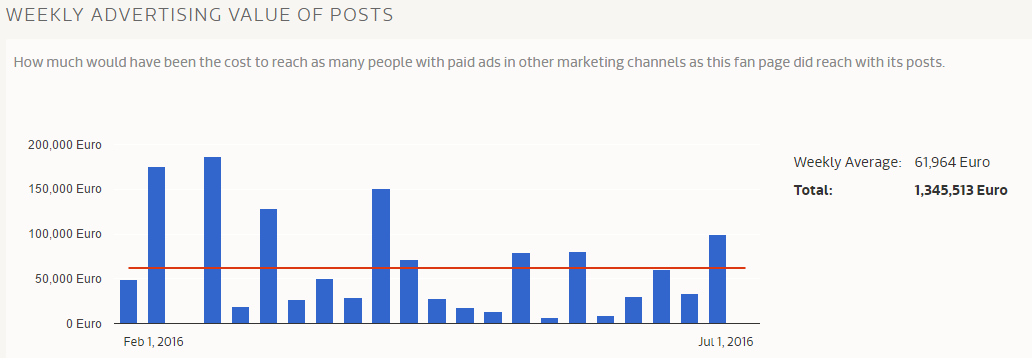 WEEKLY ADVERTISING VALUE OF POSTS
How much would have been the cost to reach as many people with paid ads in other marketing channels as this fan page did reach with its posts.
200,000 Euro
150,000 Euro
100,000 Euro
50,000 Euro
0 Euro
Feb 1, 2016
Jul 1, 2016
Weekly Average: 61,964 Euro
Total: 1,345,513 Euro